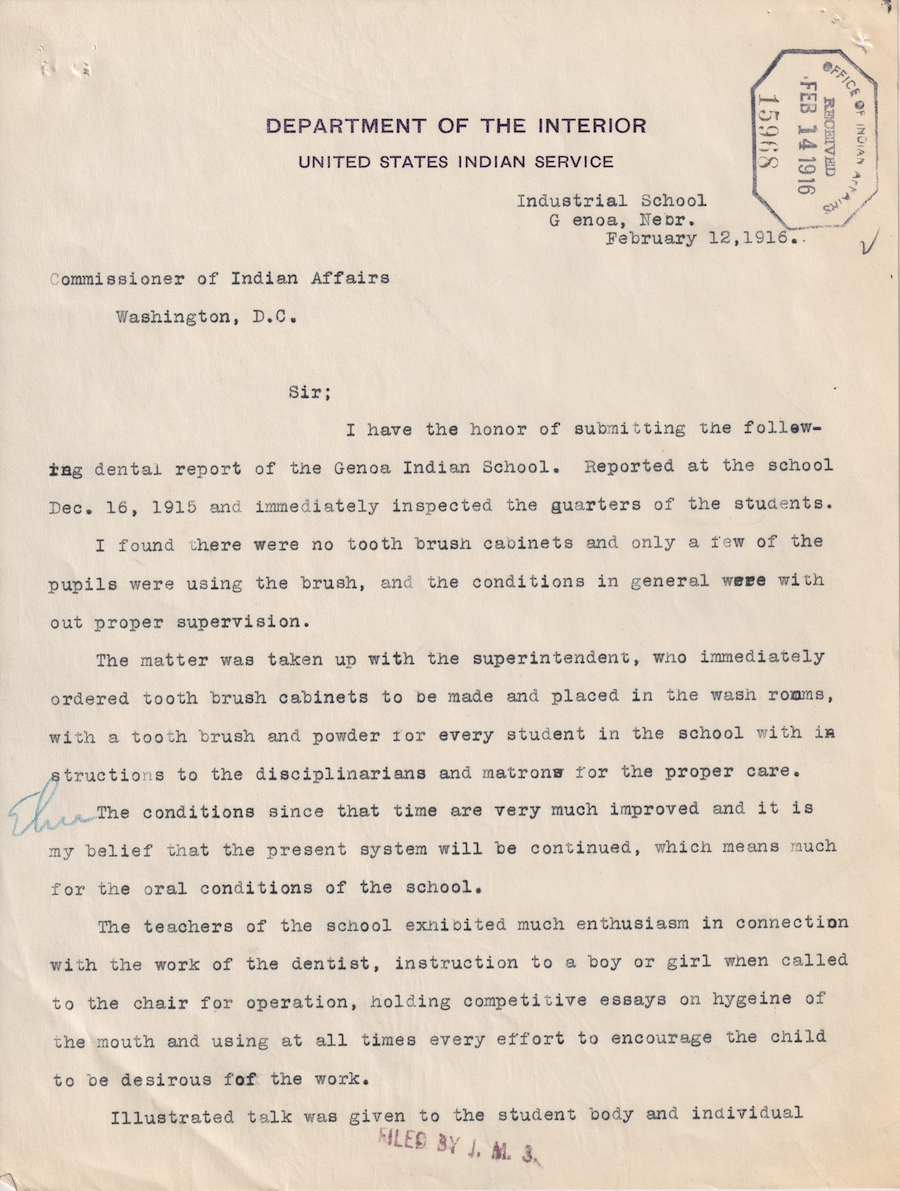 DEPARTMENT OF THE INTERIOR
UNITED STATES INDIAN SERVICE
OFFICE OF INDIAN AFFAIRS
RECEIVED
FEB 14 1916
15968
Industrial School
G enoa, Nebr.
February 12,1916.
Commissioner of Indian Affairs
Washington, D.C.
Sir;
I have the honor of submitting the follow-
ing dental report of the Genoa Indian School. Reported at the school
Dec. 16, 1915 and immediately inspected the quarters of the students.
I found there were no tooth brush cabinets and only a few of the
pupils were using the brush, and the conditions in general were with
out proper supervision.
The matter was taken up with the superintendent, who immediately
ordered tooth brush cabinets to be made and placed in the wash rooms,
with a tooth brush and powder for every student in the school with in
structions to the disciplinarians and matrons for the proper care.
The conditions since that time are very much improved and it is
my belief that the present system will be continued, which means much
for the oral conditions of the school.
The teachers of the school exhibited much enthusiasm in connection
with the work of the dentist, instruction to a boy or girl when called
to the chair for operation, holding competitive essays on hygeine of
the mouth and using at all times every effort to encourage the child
to be desirous fof the work.
Illustrated talk was given to the student body and individual
FILED BY J. M. S.